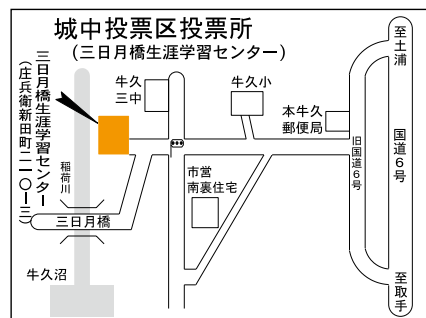 城中投票区投票所
(三日月橋生涯学習センター)
三日月橋生涯学習センター
(庄兵衛新田町二一〇ー三)
牛久
三中
牛久小
本牛久
郵便局
至土浦
国道6号
旧国道6号
至取手
市営
南裏住宅
稲荷川
三日月橋
牛久沼